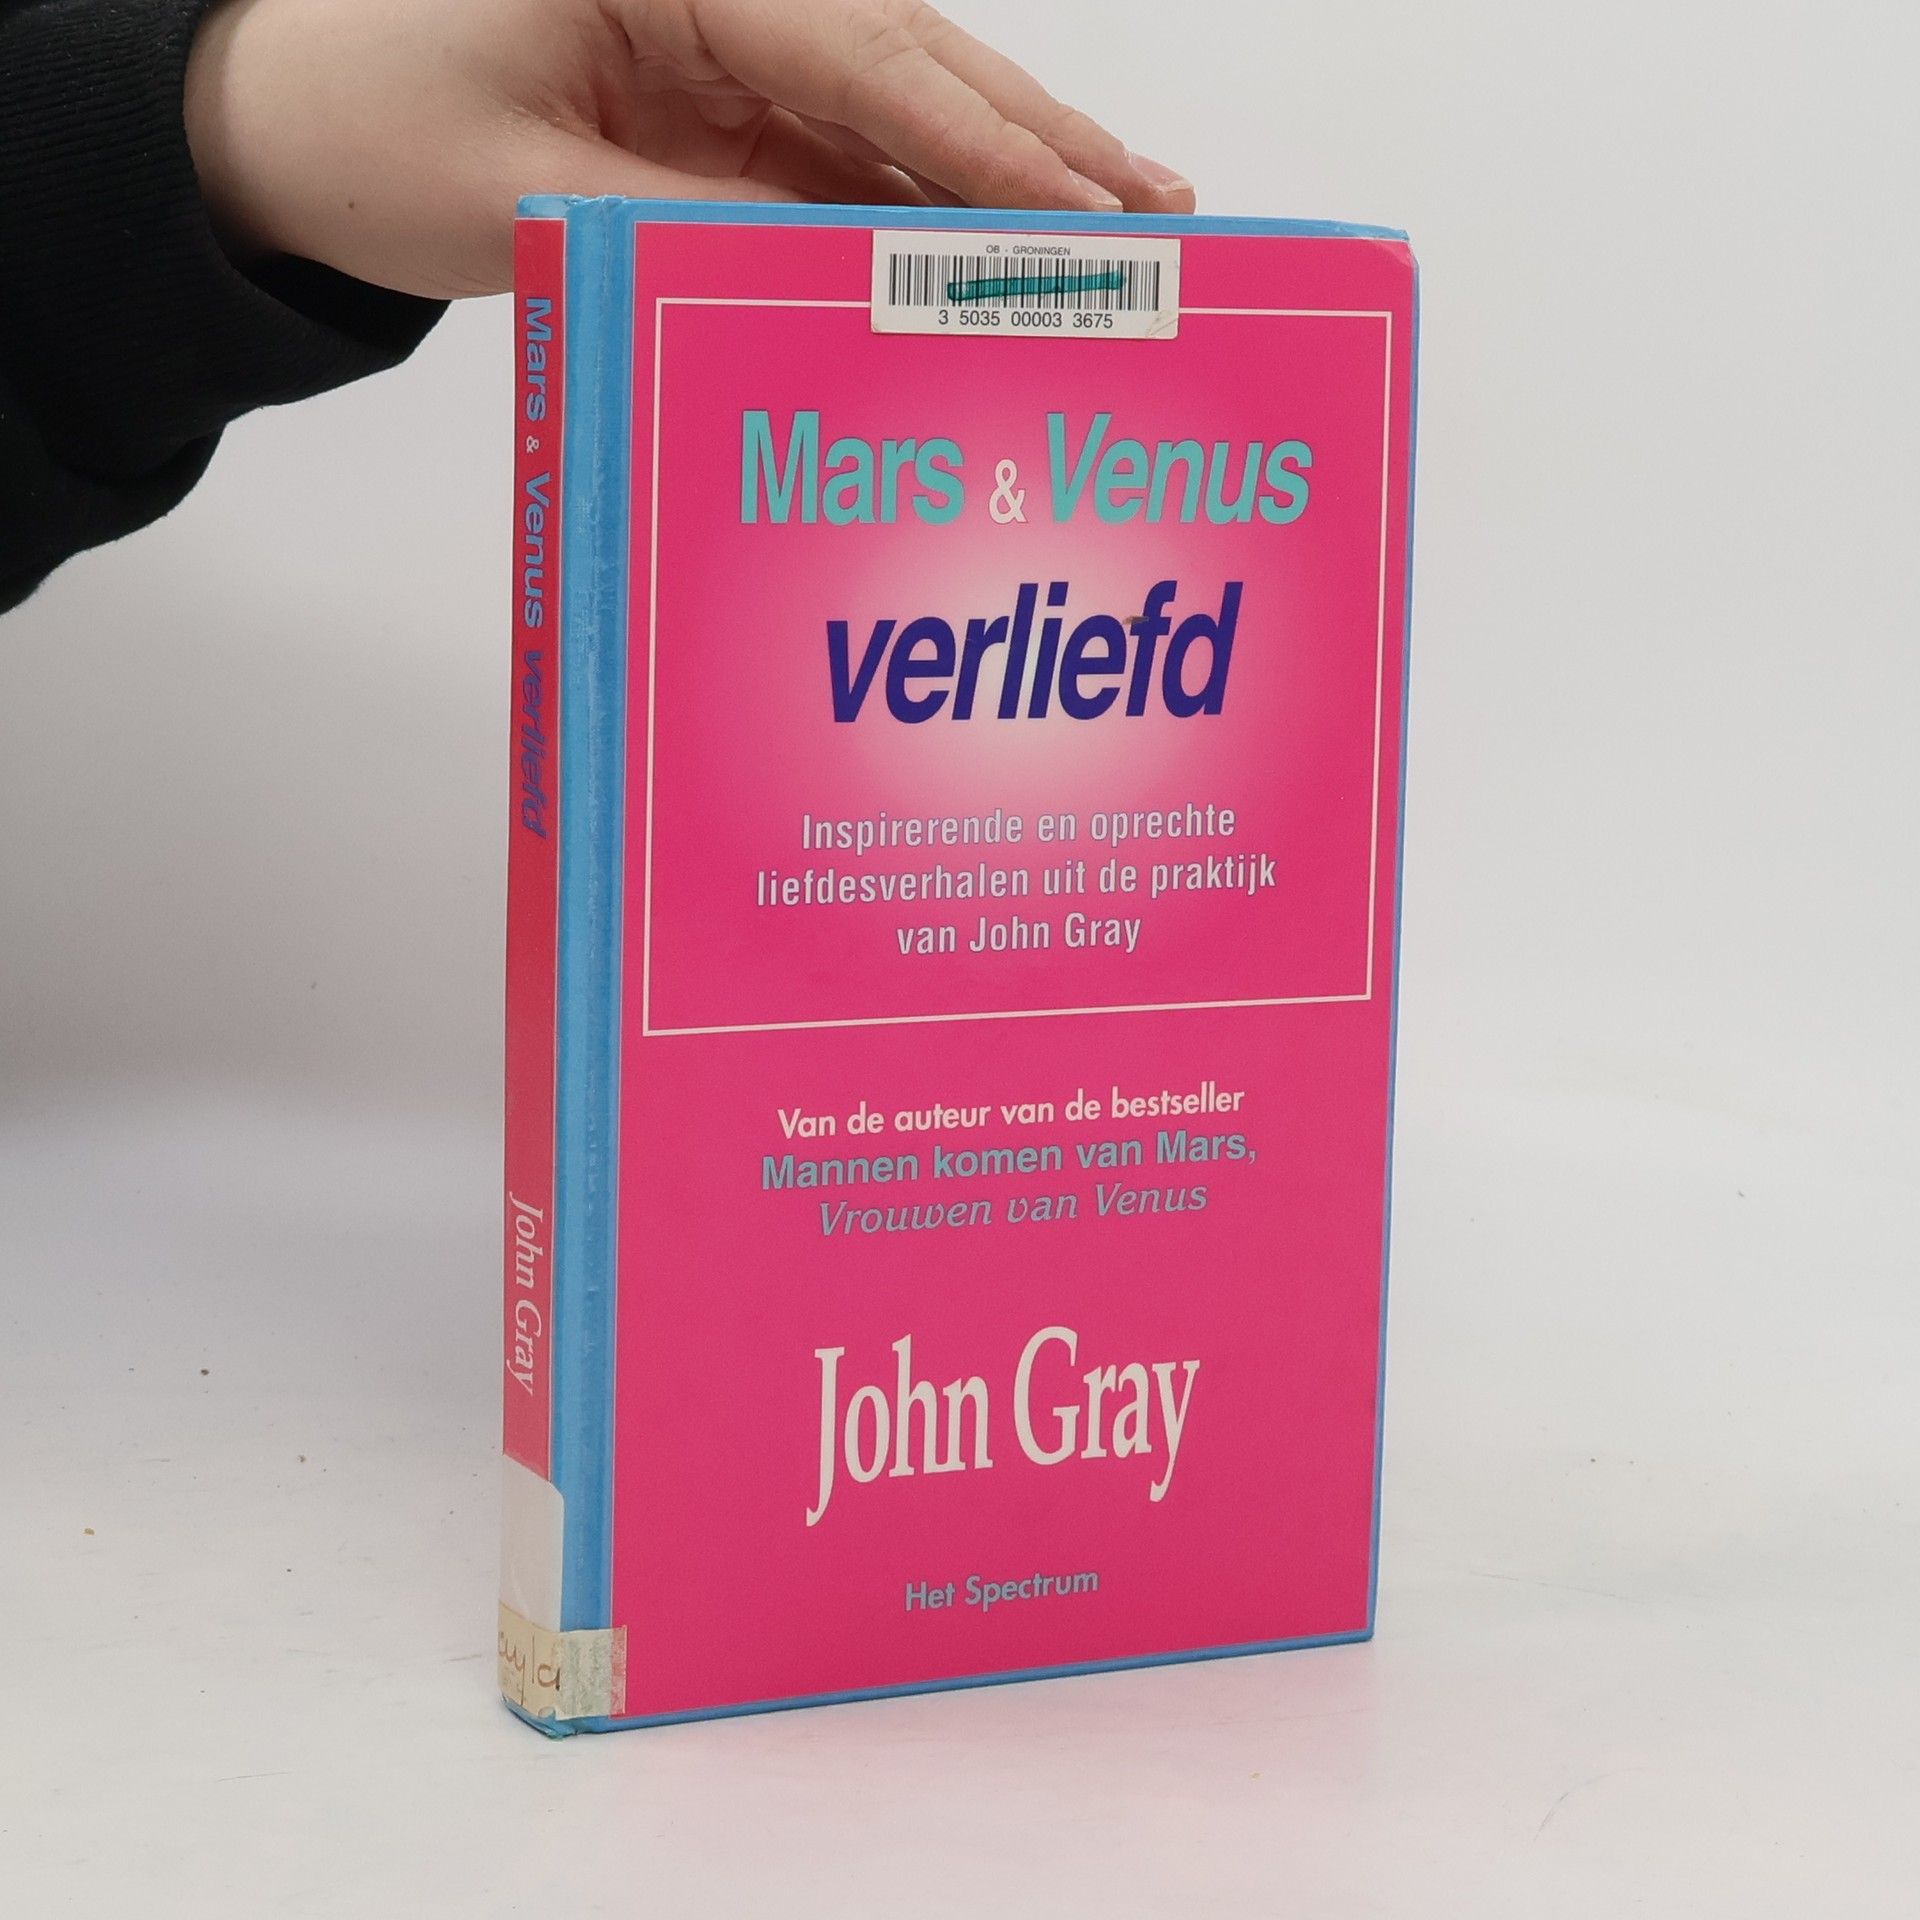 OB - GRONINGEN
3 5035 00003 3675
Mars & Venus
verliefd
Inspirerende en oprechte
liefdesverhalen uit de praktijk
van John Gray
Van de auteur van de bestseller
Mannen komen van Mars,
Vrouwen van Venus
John Gray
Het Spectrum
Mars & Venus verliefd
John Gray